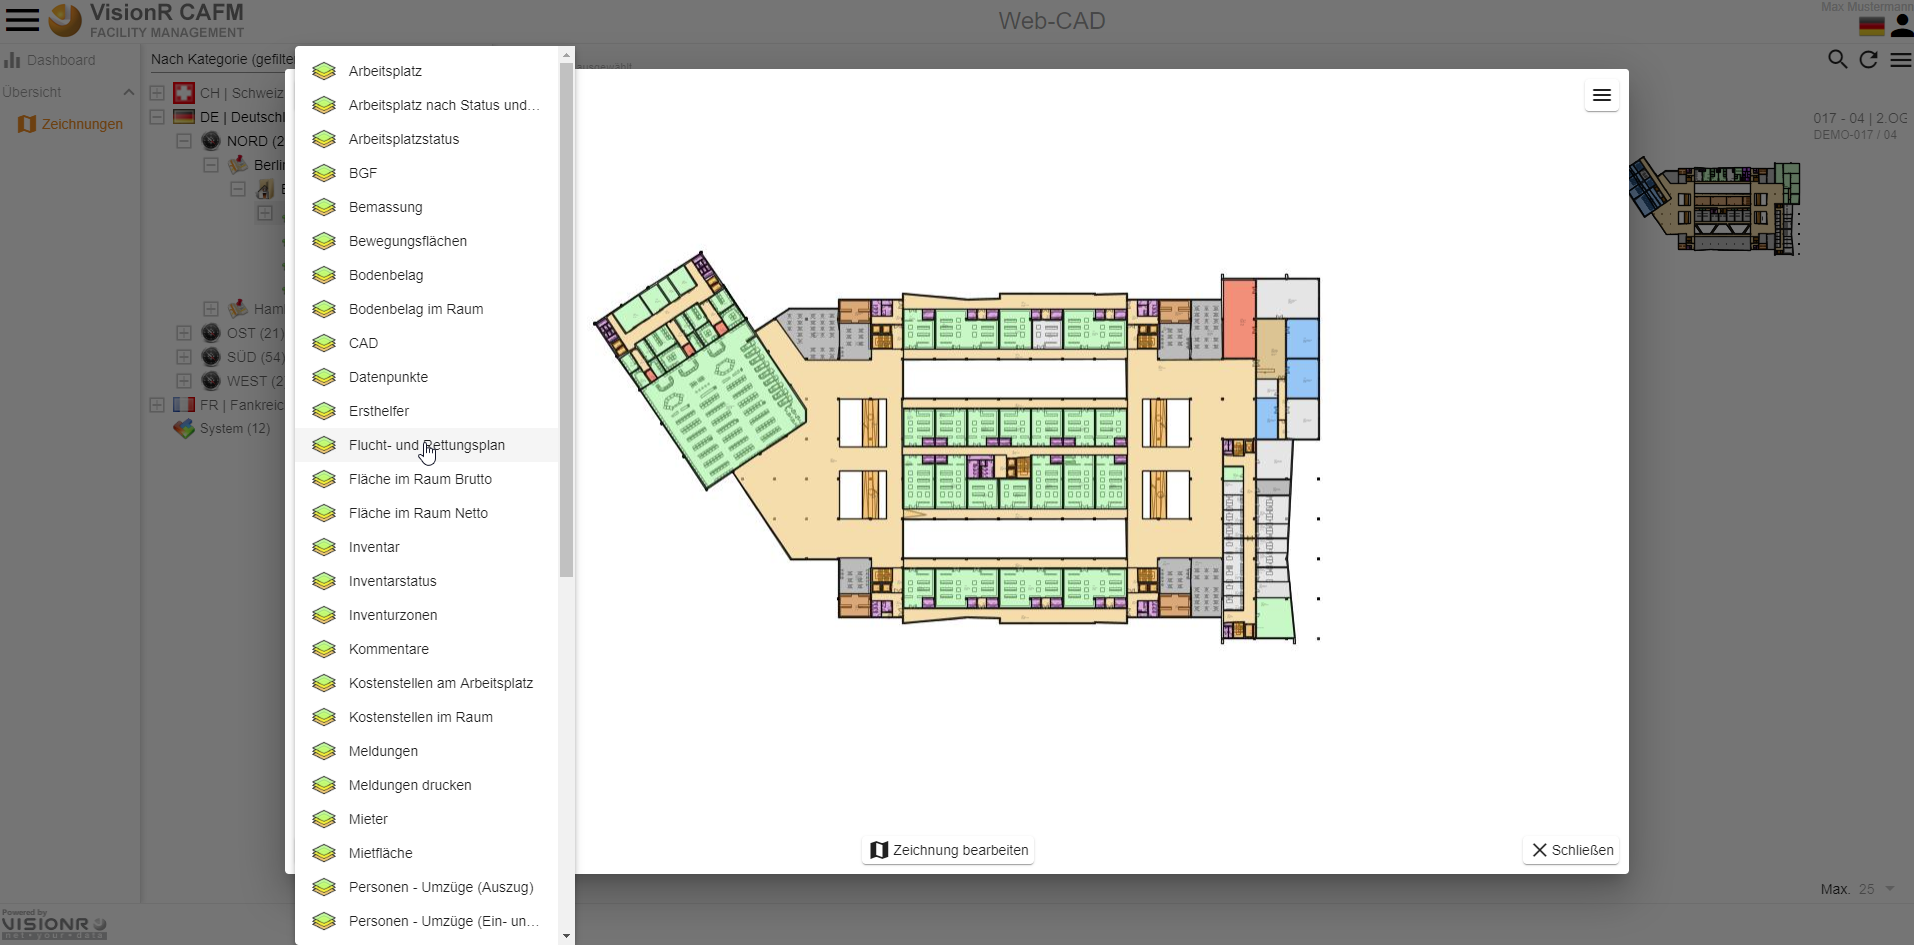 VisionR CAFM
FACILITY MANAGEMENT
Web-CAD
Max Mustermann
Dashboard
Übersicht
Zeichnungen
Nach Kategorie (gefilte
ausgewählt
CH | Schweiz
DE | Deutschl
NORD (2
Berlin
Ham
OST (21)
SÜD (54)
WEST (2
FR | Fankreic
System (12)
Arbeitsplatz
Arbeitsplatz nach Status und...
Arbeitsplatzstatus
BGF
Bemassung
Bewegungsflächen
Bodenbelag
Bodenbelag im Raum
CAD
Datenpunkte
Ersthelfer
Flucht- und Rettungsplan
Fläche im Raum Brutto
Fläche im Raum Netto
Inventar
Inventarstatus
Inventurzonen
Kommentare
Kostenstellen am Arbeitsplatz
Kostenstellen im Raum
Meldungen
Meldungen drucken
Mieter
Mietfläche
Personen - Umzüge (Auszug)
Personen - Umzüge (Ein- un...
017 - 04 | 2.OG
DEMO-017 / 04
Zeichnung bearbeiten
Schließen
Max. 25
Powered by
VISIONR
net·your·data